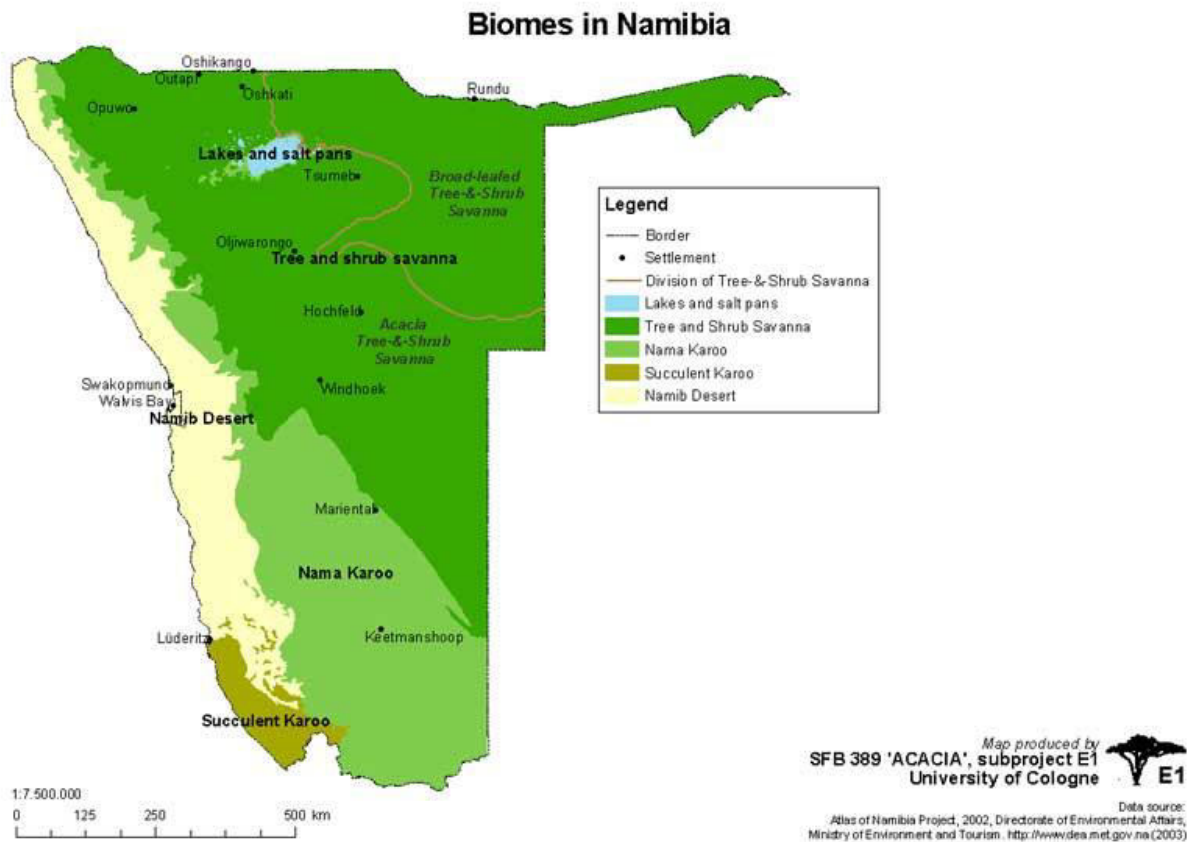 Biomes in Namibia
Oshikango
Outapi
Oshkati
Opuwo
Rundu
Lakes and salt pans
Tsumeb
Broad-leafed
Tree-&-Shrub
Savanna
Otjiwarongo
Tree and shrub savanna
Hochfeld
Acacia
Tree-&-Shrub
Savanna
Swakopmund
Walvis Bay
Windhoek
Namib Desert
Mariental
Nama Karoo
Lüderitz
Keetmanshoop
Succulent Karoo
Legend
Border
Settlement
Division of Tree-&-Shrub Savanna
Lakes and salt pans
Tree and Shrub Savanna
Nama Karoo
Succulent Karoo
Namib Desert
1:7.500.000
0 125 250 500 km
Map produced by
SFB 389 'ACACIA', subproject E1
University of Cologne
E1
Data source:
Atlas of Namibia Project, 2002, Directorate of Environmental Affairs,
Ministry of Environment and Tourism. http://www.dea.met.gov.na (2003)